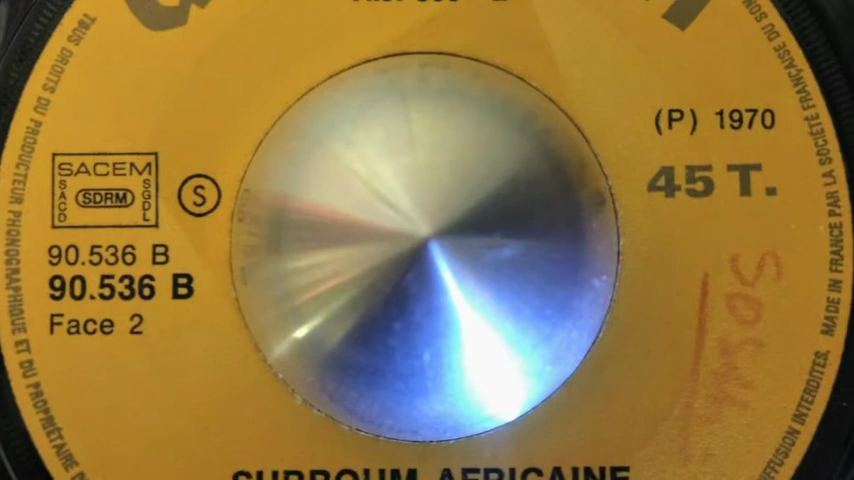 TOUS DROITS DU PRODUCTEUR PHONOGRAPHIQUE ET DU PROPRIÉTAIRE
SACEM
SACD
SDRM
SGDL
S
90.536 B
90.536 B
Face 2
(P) 1970
45 T.
DIFFUSION INTERDITES. MADE IN FRANCE PAR LA SOCIÉTÉ FRANÇAISE DU SON
SURBOUM AFRICAINE